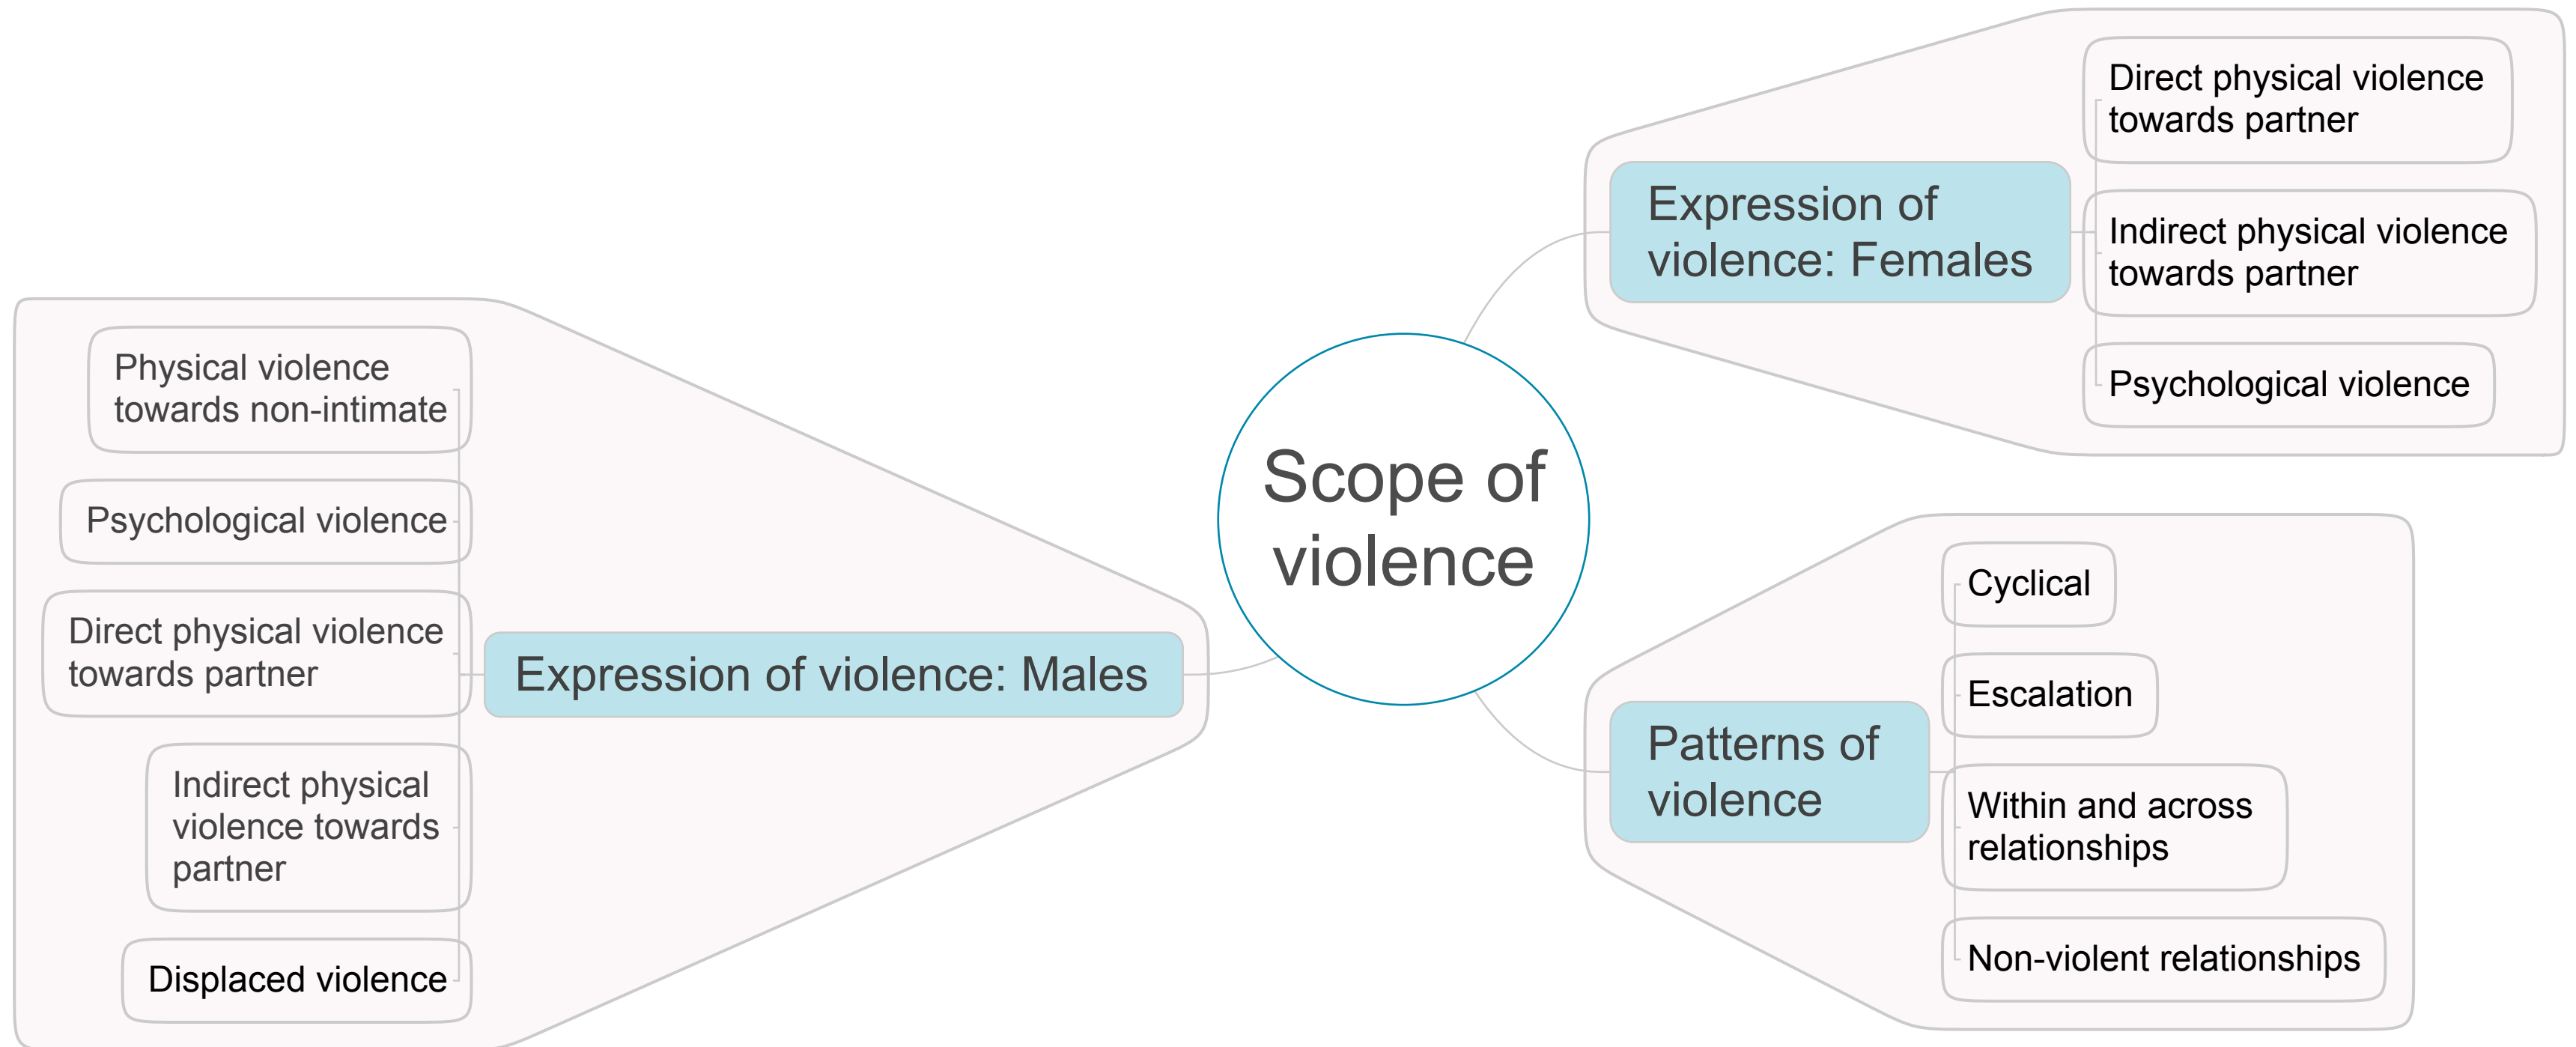 Scope of
violence
Expression of
violence: Females
Direct physical violence
towards partner
Indirect physical violence
towards partner
Psychological violence
Patterns of
violence
Cyclical
Escalation
Within and across
relationships
Non-violent relationships
Expression of violence: Males
Physical violence
towards non-intimate
Psychological violence
Direct physical violence
towards partner
Indirect physical
violence towards
partner
Displaced violence